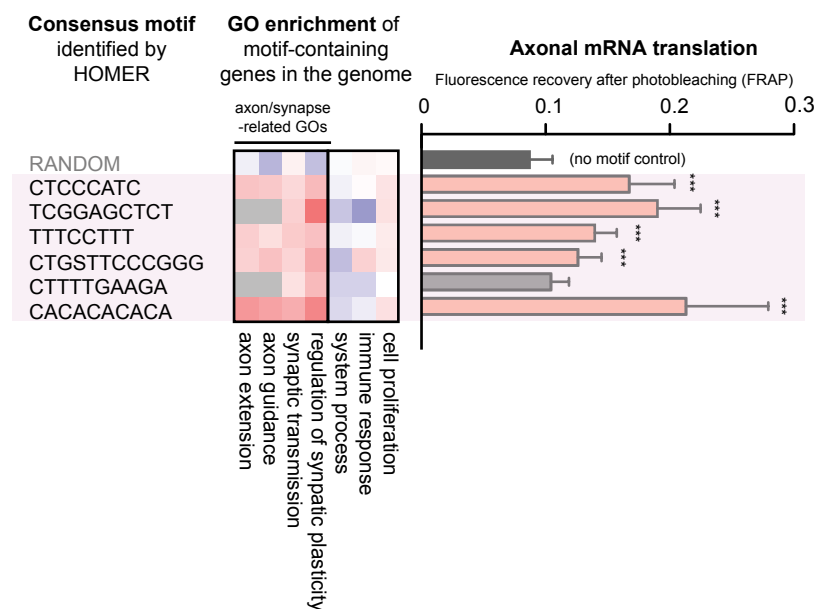 Consensus motif
identified by
HOMER
GO enrichment of
motif-containing
genes in the genome
axon/synapse
-related GOs
Axonal mRNA translation
Fluorescence recovery after photobleaching (FRAP)
0
0.1
0.2
0.3
RANDOM
(no motif control)
CTCCCATC
***
TCGGAGCTCT
***
TTTCCTTT
***
CTGSTTCCCGGG
***
CTTTTGAAGA
CACACACACA
***
axon extension
axon guidance
synaptic transmission
regulation of synpatic plasticity
system process
immune response
cell proliferation